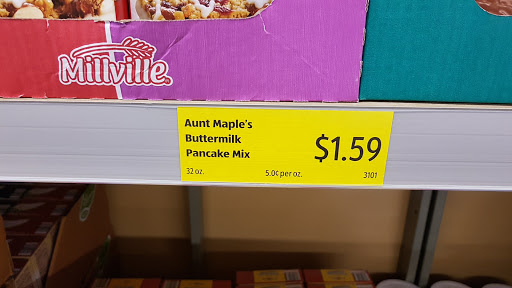 Millville
Aunt Maple's
Buttermilk
Pancake Mix
$1.59
32 oz.
5.0¢ per oz.
3101